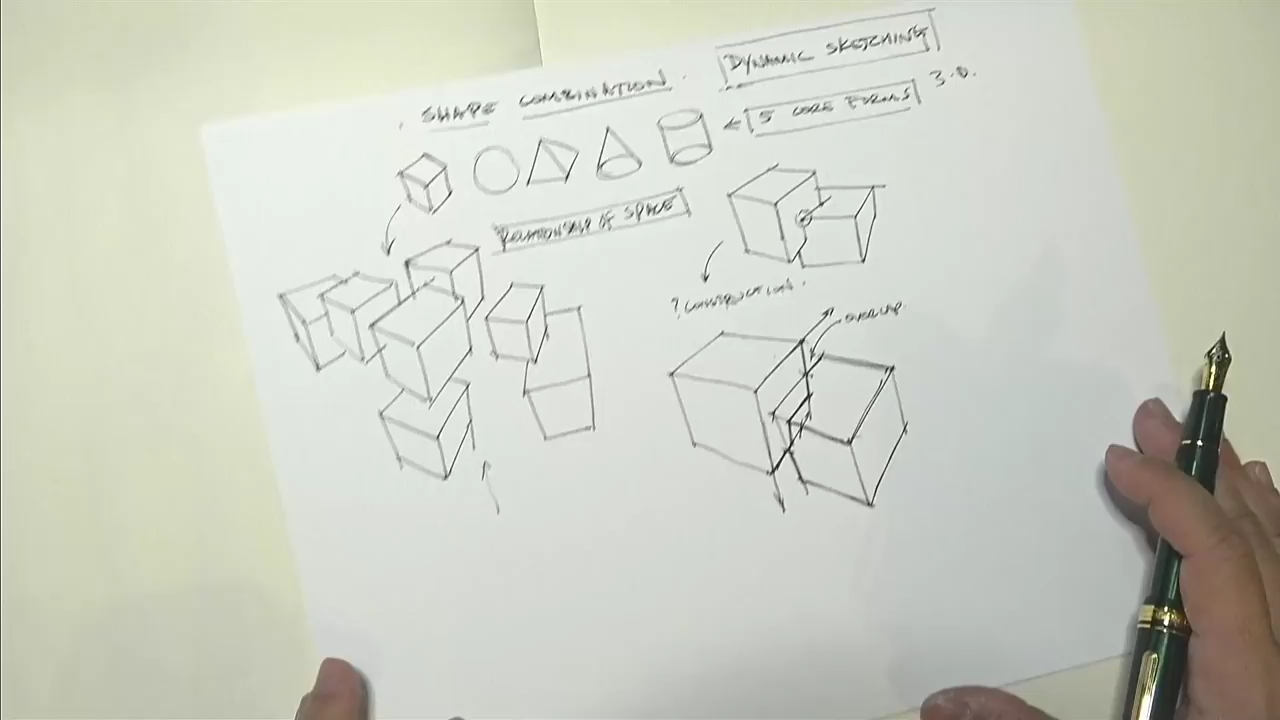 DYNAMIC SKETCHING
SHAPE COMBINATION.
5 CORE FORMS
3.D.
RELATIONSHIP OF SPACE
? CONSTRUCTION.
OVERLAP.